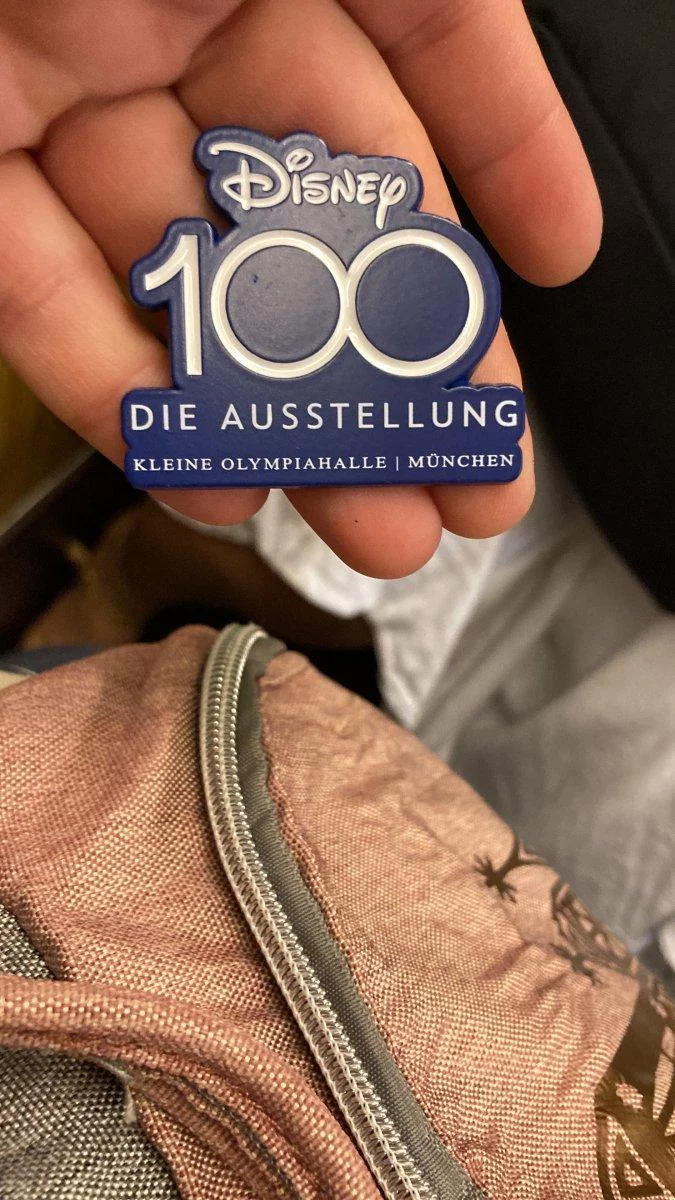 Disney
100
DIE AUSSTELLUNG
KLEINE OLYMPIAHALLE | MÜNCHEN